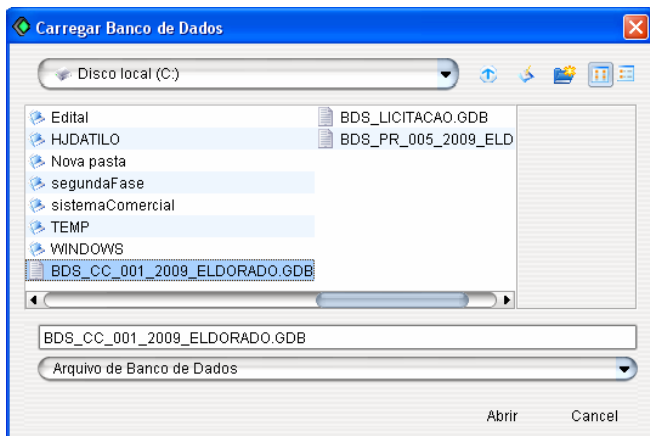 Carregar Banco de Dados
Disco local (C:)
Edital
HJDATILO
Nova pasta
segundaFase
sistemaComercial
TEMP
WINDOWS
BDS_CC_001_2009_ELDORADO.GDB
BDS_LICITACAO.GDB
BDS_PR_005_2009_ELD
BDS_CC_001_2009_ELDORADO.GDB
Arquivo de Banco de Dados
Abrir Cancel